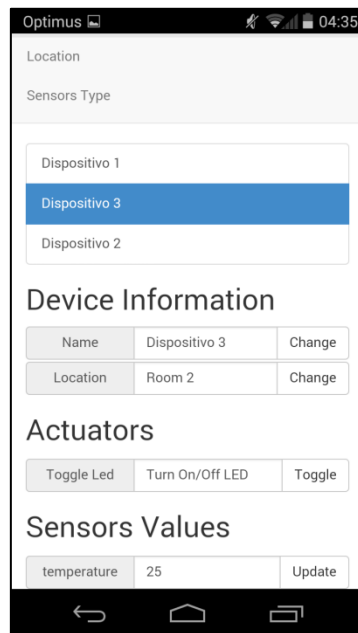 Optimus 04:35
Location
Sensors Type
Dispositivo 1
Dispositivo 3
Dispositivo 2
Device Information
Name Dispositivo 3 Change
Location Room 2 Change
Actuators
Toggle Led Turn On/Off LED Toggle
Sensors Values
temperature 25 Update